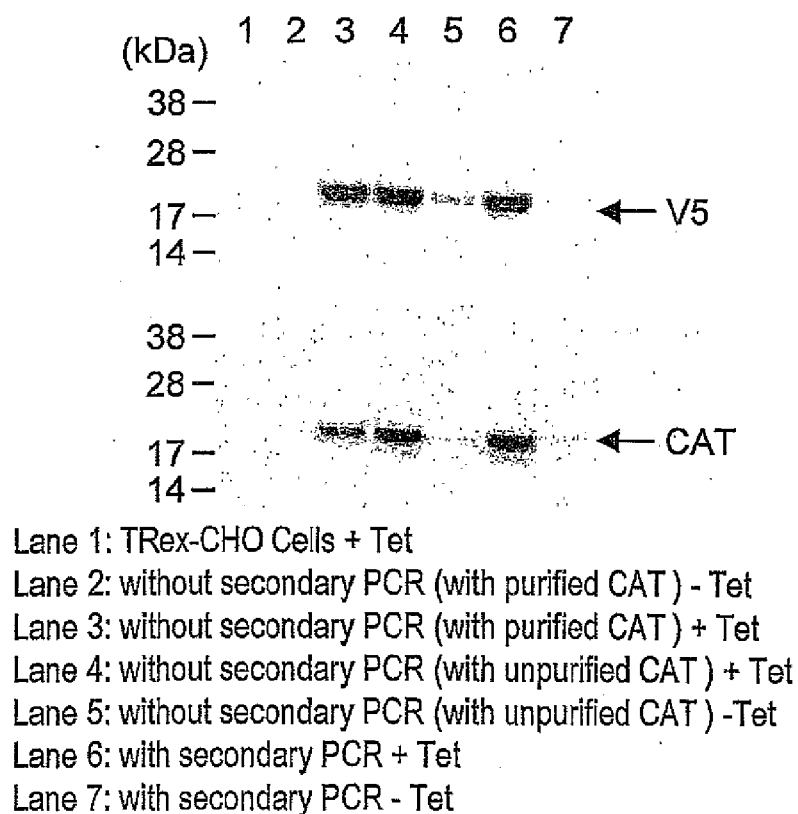 1 2 3 4 5 6 7
(kDa)
38
28
17
14
V5
38
28
17
14
CAT
Lane 1: TRex-CHO Cells + Tet
Lane 2: without secondary PCR (with purified CAT ) - Tet
Lane 3: without secondary PCR (with purified CAT ) + Tet
Lane 4: without secondary PCR (with unpurified CAT ) + Tet
Lane 5: without secondary PCR (with unpurified CAT ) -Tet
Lane 6: with secondary PCR + Tet
Lane 7: with secondary PCR - Tet